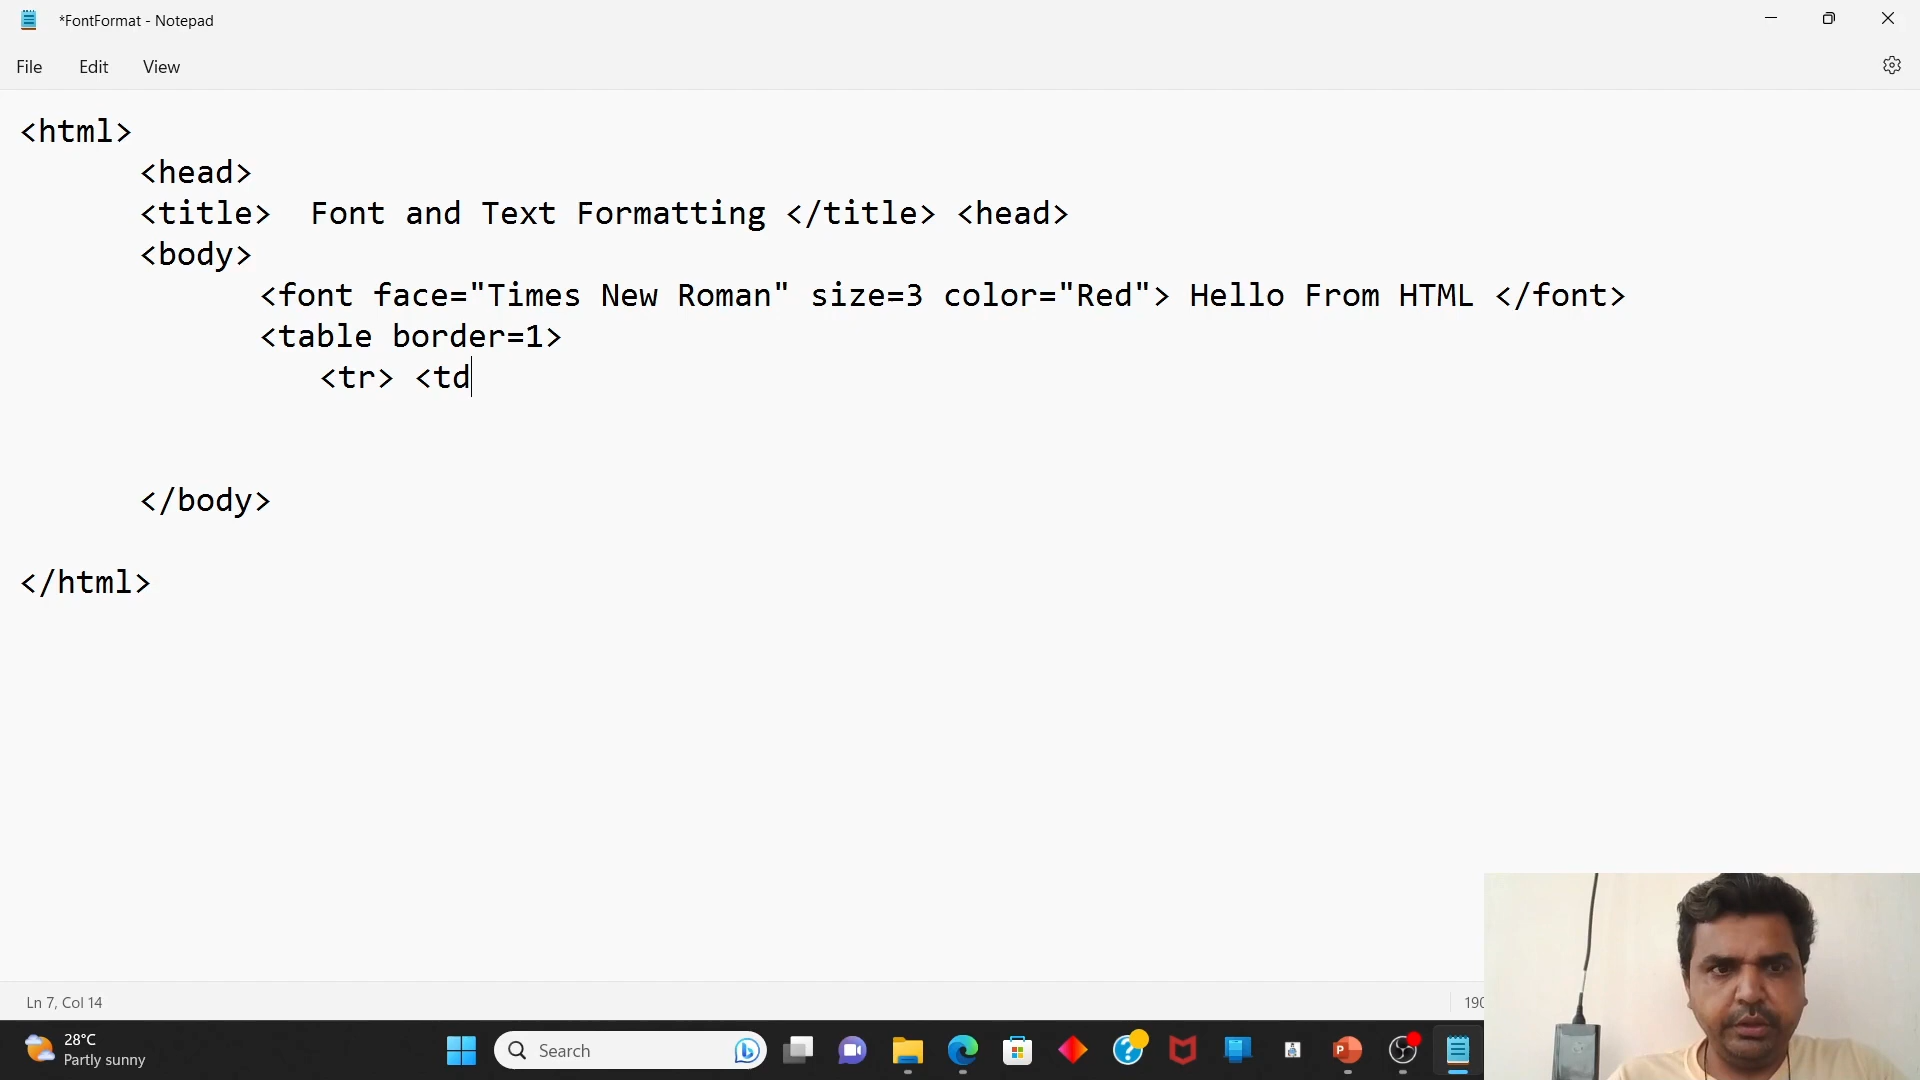 *FontFormat - Notepad
File Edit View
<html>
<head>
<title> Font and Text Formatting </title> <head>
<body>
<font face="Times New Roman" size=3 color="Red"> Hello From HTML </font>
<table border=1>
<tr> <td
</body>
</html>
Ln 7, Col 14
190
28°C
Partly sunny
Search